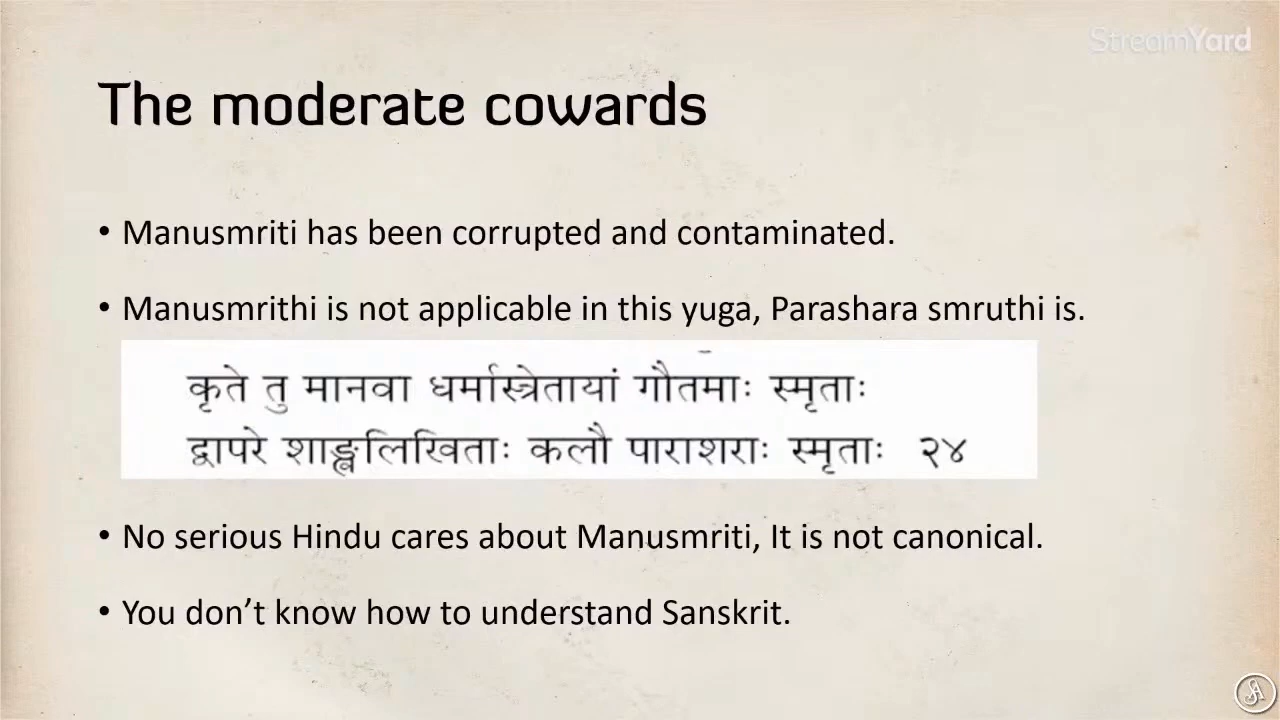 StreamYard
The moderate cowards
• Manusmriti has been corrupted and contaminated.
• Manusmrithi is not applicable in this yuga, Parashara smruthi is.
कृते तु मानवा धर्मास्त्रेतायां गौतमाः स्मृताः
द्वापरे शाङ्खलिखिताः कलौ पाराशराः स्मृताः २४
• No serious Hindu cares about Manusmriti, It is not canonical.
• You don’t know how to understand Sanskrit.